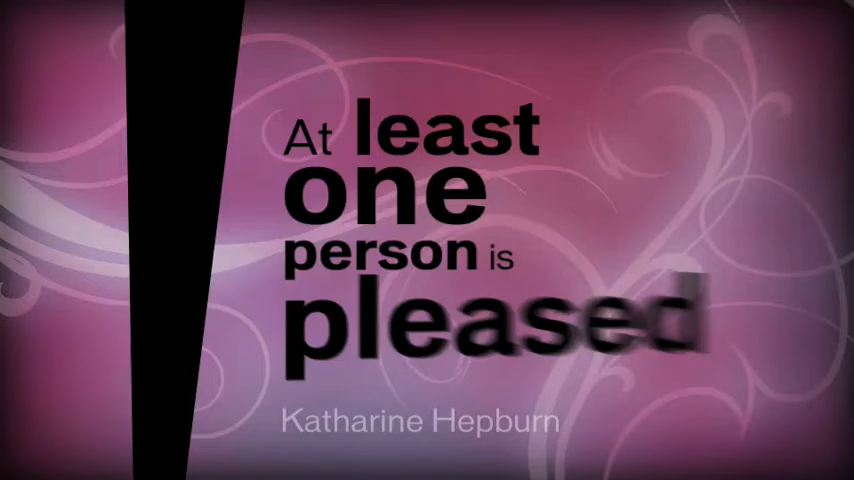 At least
one
person is
pleased
Katharine Hepburn